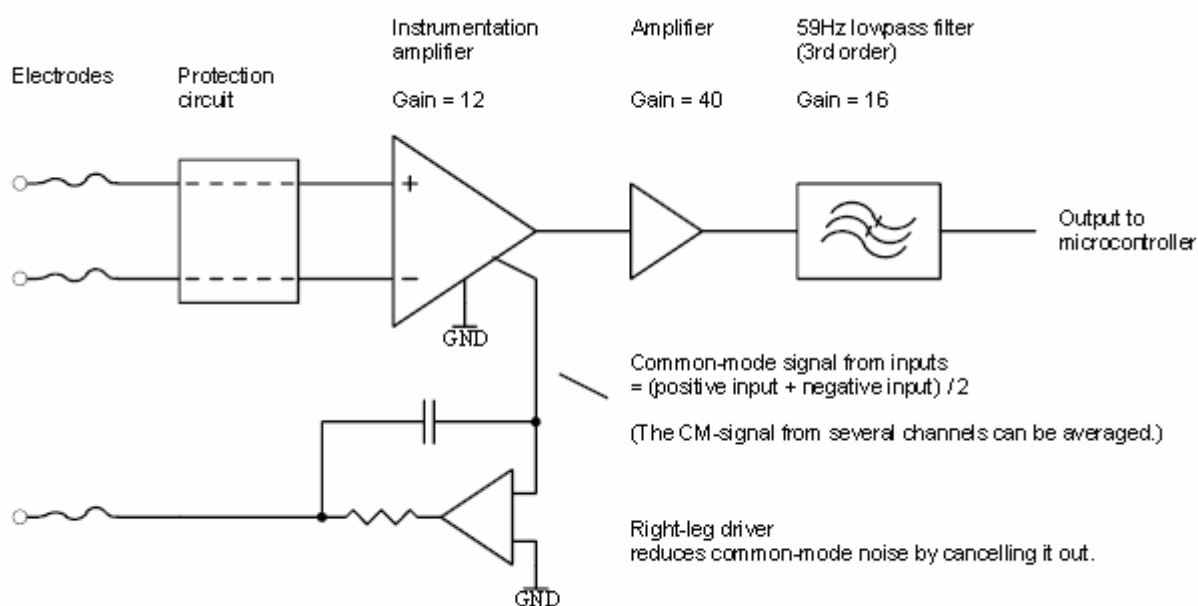 Electrodes
Protection
circuit
Instrumentation
amplifier
Gain = 12
Amplifier
Gain = 40
59Hz lowpass filter
(3rd order)
Gain = 16
+
−
GND
Output to
microcontroller
Common-mode signal from inputs
= (positive input + negative input) / 2
(The CM-signal from several channels can be averaged.)
Right-leg driver
reduces common-mode noise by cancelling it out.
GND